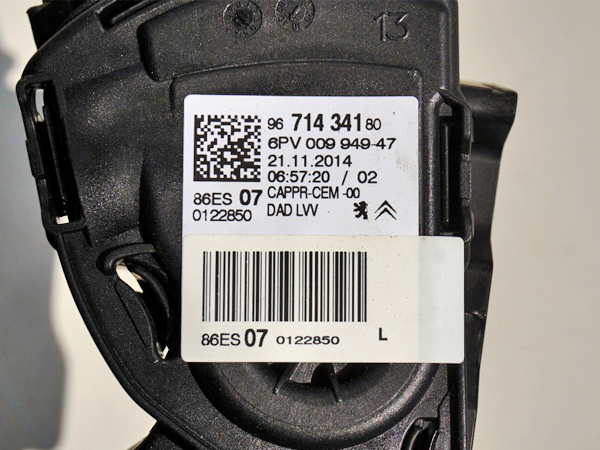 13
96 714 341 80
6PV 009 949-47
21.11.2014
06:57:20 / 02
86ES 07 CAPPR-CEM -00
0122850 DAD LVV
86ES 07 0122850 L